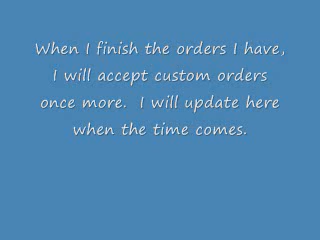 When I finish the orders I have,
I will accept custom orders
once more.  I will update here
when the time comes.